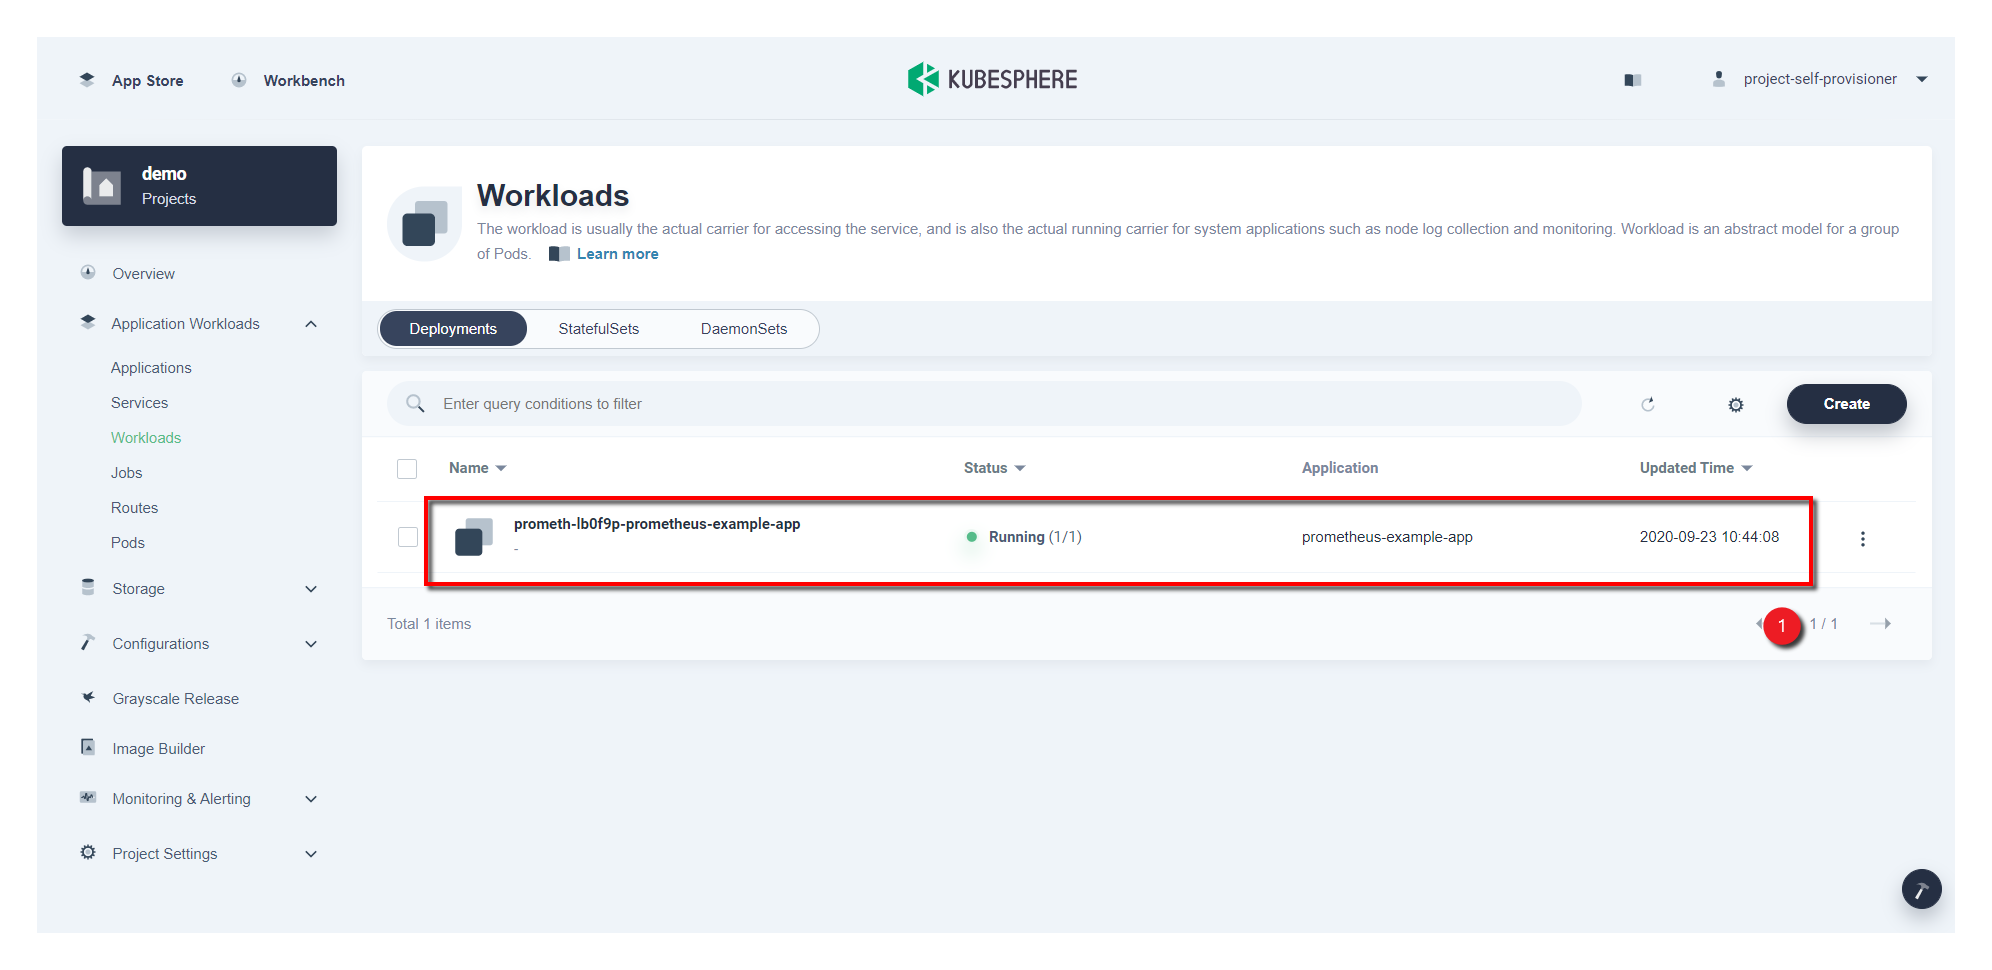 App Store
Workbench
KUBESPHERE
project-self-provisioner
demo
Projects
Overview
Application Workloads
Applications
Services
Workloads
Jobs
Routes
Pods
Storage
Configurations
Grayscale Release
Image Builder
Monitoring & Alerting
Project Settings
Workloads
The workload is usually the actual carrier for accessing the service, and is also the actual running carrier for system applications such as node log collection and monitoring. Workload is an abstract model for a group
of Pods. Learn more
Deployments StatefulSets DaemonSets
Enter query conditions to filter
Create
Name Status Application Updated Time
prometh-lb0f9p-prometheus-example-app
-
Running (1/1)
prometheus-example-app
2020-09-23 10:44:08
Total 1 items
1
1 / 1